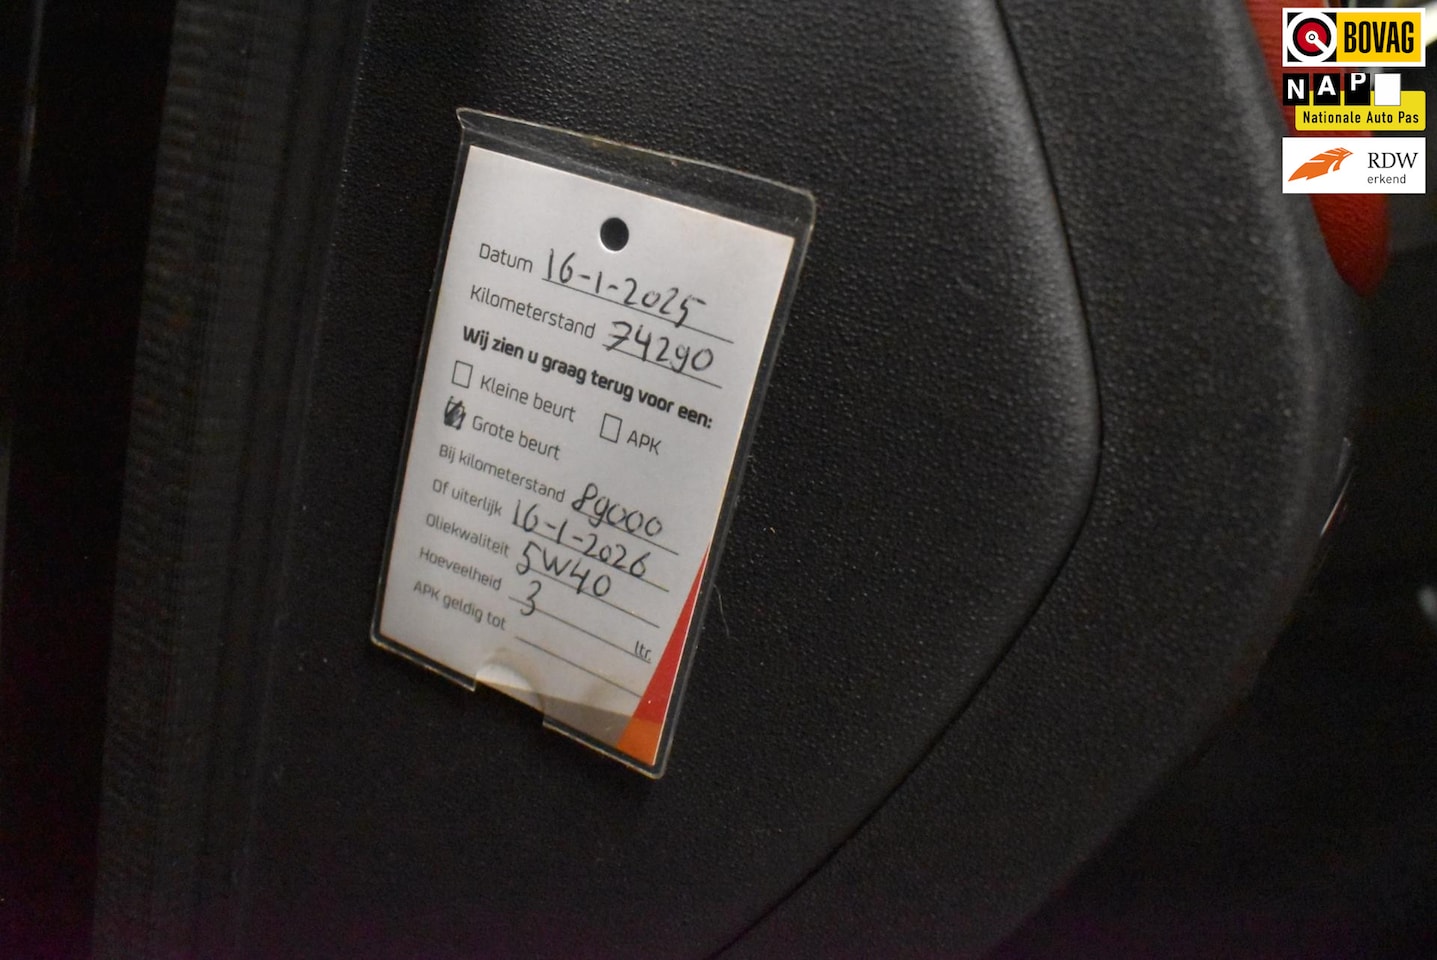 BOVAG
NAP
Nationale Auto Pas
RDW
erkend
Datum 16-1-2025
Kilometerstand 74290
Wij zien u graag terug voor een:
Kleine beurt APK
Grote beurt
Bij kilometerstand 89000
Of uiterlijk 16-1-2026
Oliekwaliteit 5W40
Hoeveelheid 3 ltr.
APK geldig tot